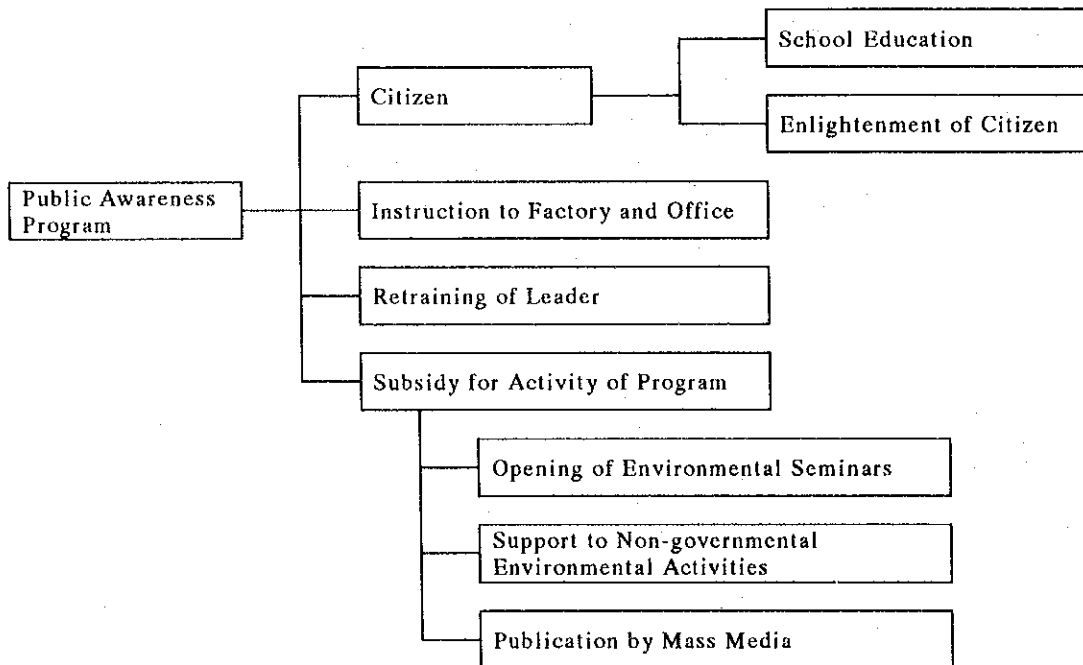 School Education
Citizen
Enlightenment of Citizen
Public Awareness
Program
Instruction to Factory and Office
Retraining of Leader
Subsidy for Activity of Program
Opening of Environmental Seminars
Support to Non-governmental
Environmental Activities
Publication by Mass Media